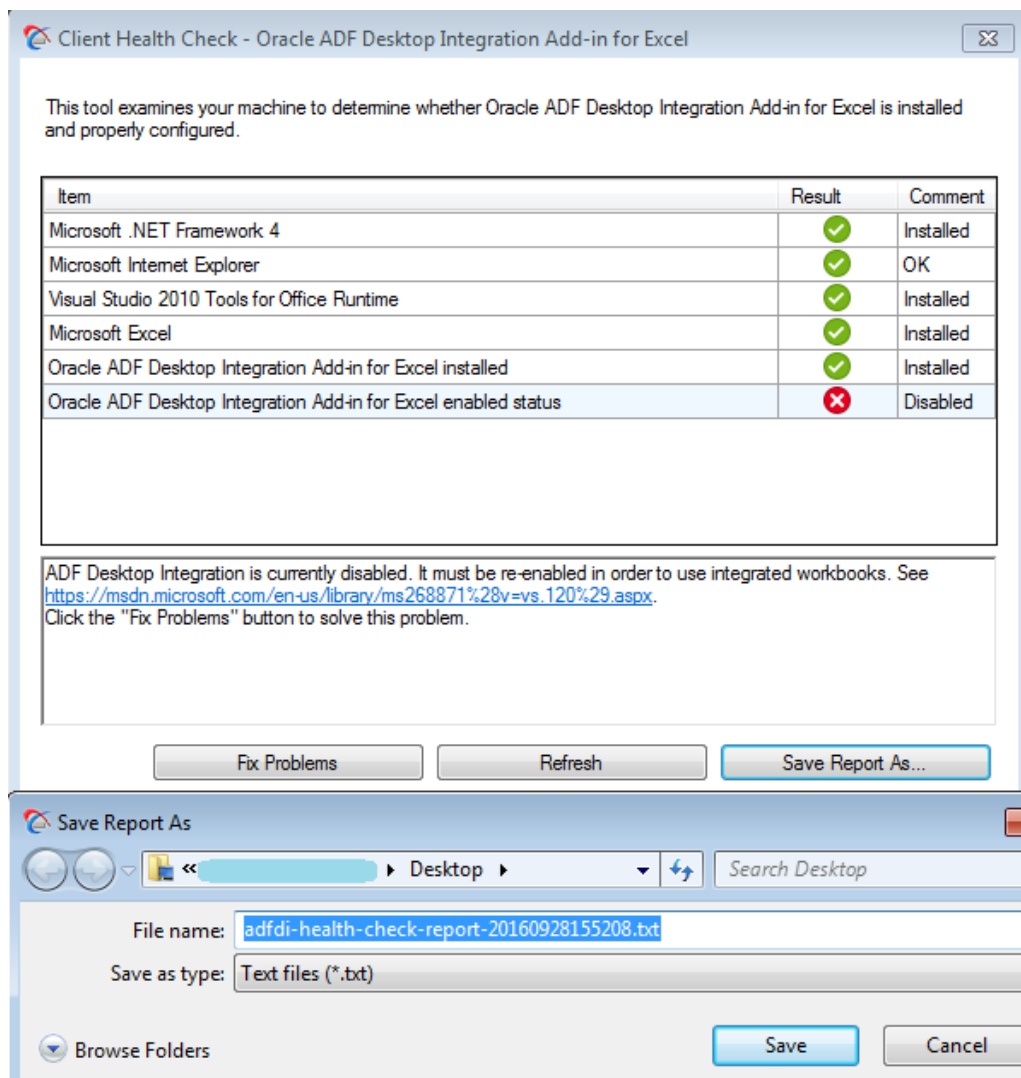 Client Health Check - Oracle ADF Desktop Integration Add-in for Excel
This tool examines your machine to determine whether Oracle ADF Desktop Integration Add-in for Excel is installed
and properly configured.
Item Result Comment
Microsoft .NET Framework 4 Installed
Microsoft Internet Explorer OK
Visual Studio 2010 Tools for Office Runtime Installed
Microsoft Excel Installed
Oracle ADF Desktop Integration Add-in for Excel installed Installed
Oracle ADF Desktop Integration Add-in for Excel enabled status Disabled
ADF Desktop Integration is currently disabled. It must be re-enabled in order to use integrated workbooks. See
https://msdn.microsoft.com/en-us/library/ms268871%28v=vs.120%29.aspx.
Click the "Fix Problems" button to solve this problem.
Fix Problems Refresh Save Report As...
Save Report As
« Desktop Search Desktop
File name: adfdi-health-check-report-20160928155208.txt
Save as type: Text files (*.txt)
Browse Folders Save Cancel